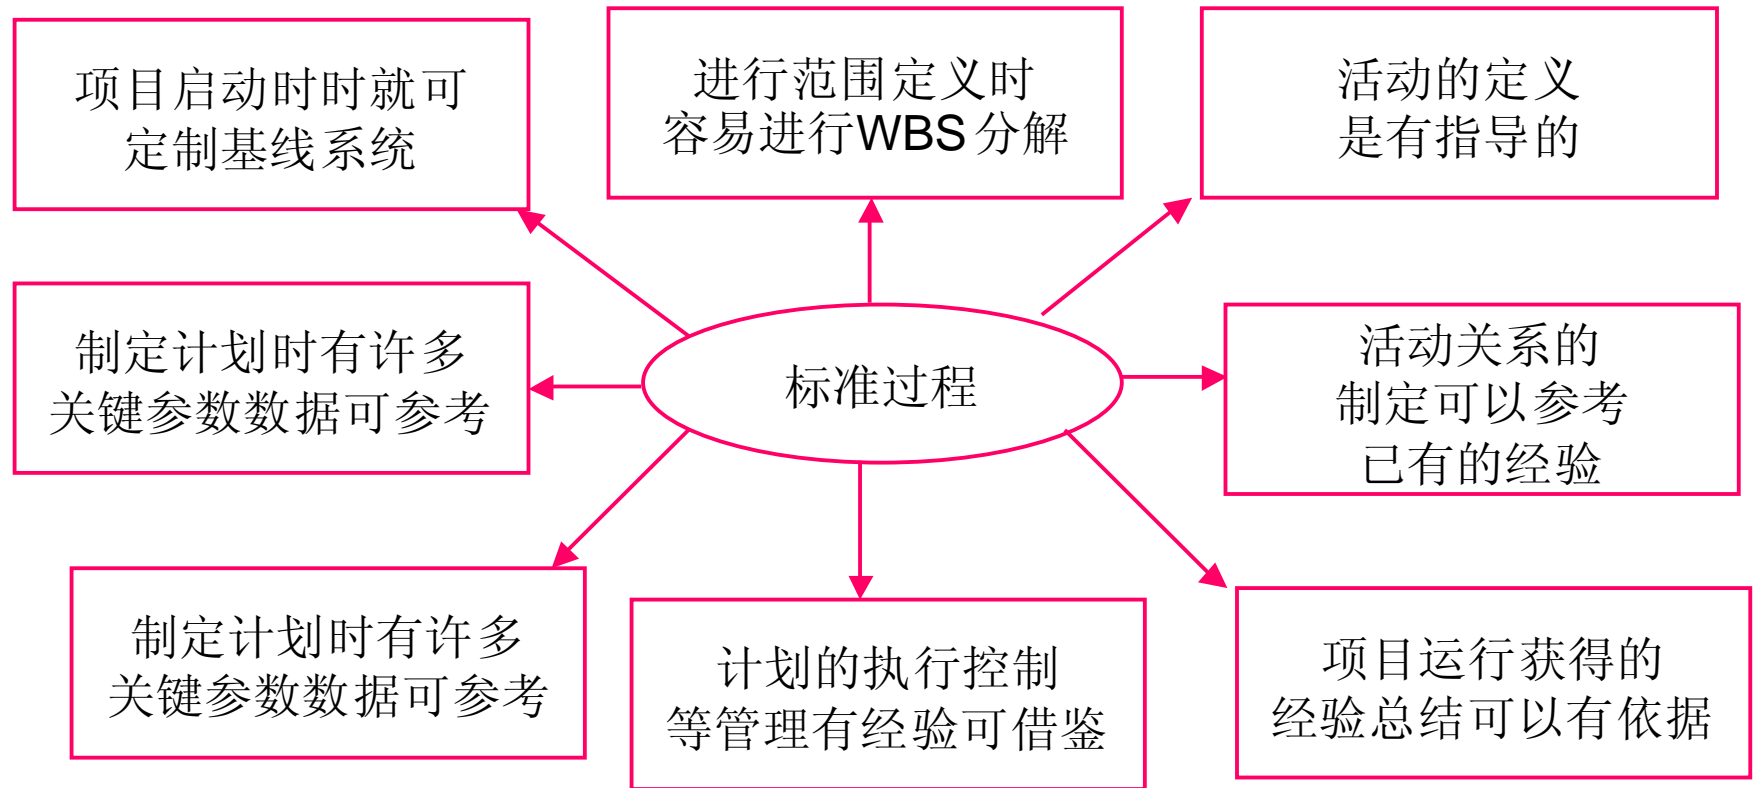 项目启动时时就可
定制基线系统
进行范围定义时
容易进行WBS分解
活动的定义
是有指导的
制定计划时有许多
关键参数数据可参考
标准过程
活动关系的
制定可以参考
已有的经验
制定计划时有许多
关键参数数据可参考
计划的执行控制
等管理有经验可借鉴
项目运行获得的
经验总结可以有依据